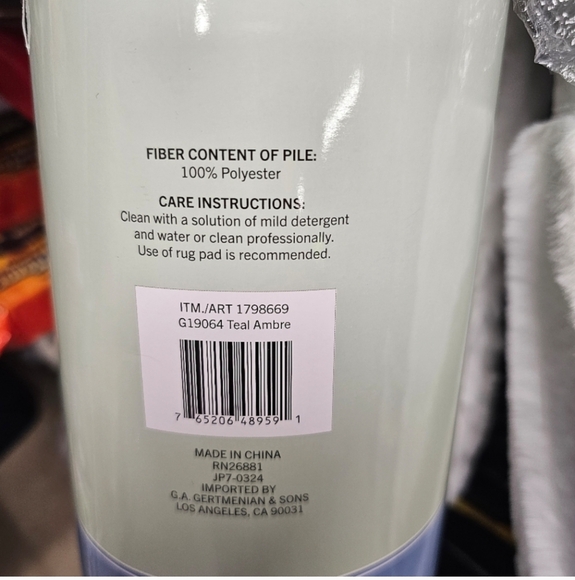 FIBER CONTENT OF PILE:
100% Polyester
CARE INSTRUCTIONS:
Clean with a solution of mild detergent
and water or clean professionally.
Use of rug pad is recommended.
ITM./ART 1798669
G19064 Teal Ambre
7 65206 48959 1
MADE IN CHINA
RN26881
JP7-0324
IMPORTED BY
G.A. GERTMENIAN & SONS
LOS ANGELES, CA 90031